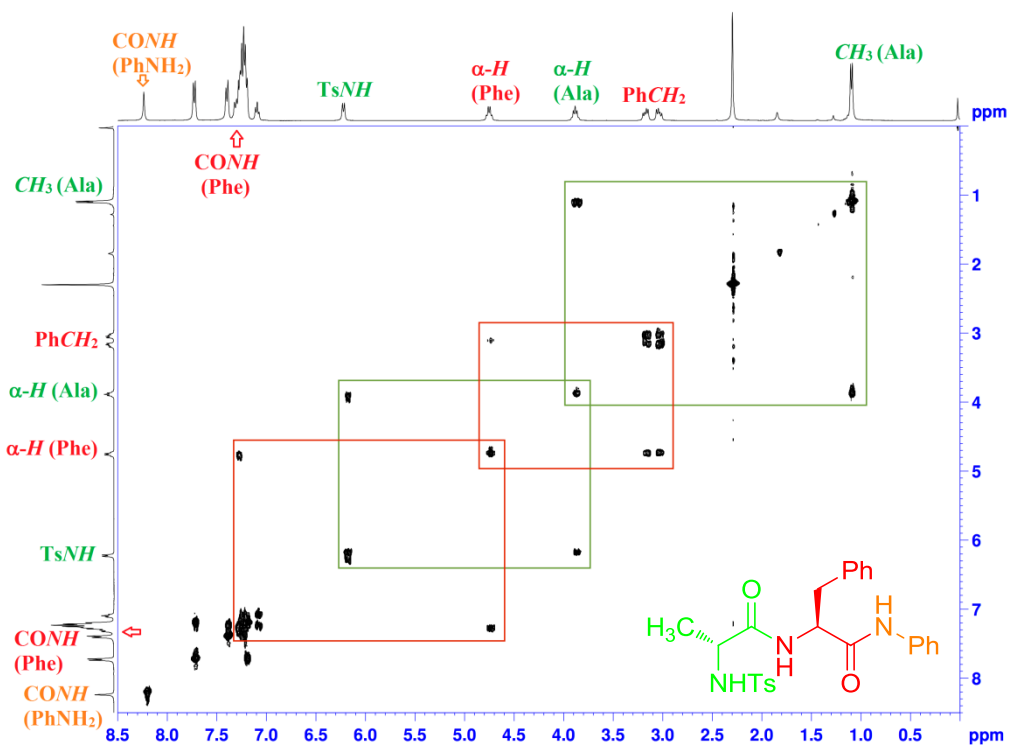 CONH
(PhNH2)
TsNH
α-H
(Phe)
α-H
(Ala)
PhCH2
CH3 (Ala)
ppm
CONH
(Phe)
CH3 (Ala)
PhCH2
α-H (Ala)
α-H (Phe)
TsNH
CONH
(Phe)
CONH
(PhNH2)
1
2
3
4
5
6
7
8
Ph
O
H
N
H3C
N
H
Ph
NHTs
O
8.5 8.0 7.5 7.0 6.5 6.0 5.5 5.0 4.5 4.0 3.5 3.0 2.5 2.0 1.5 1.0 0.5 ppm